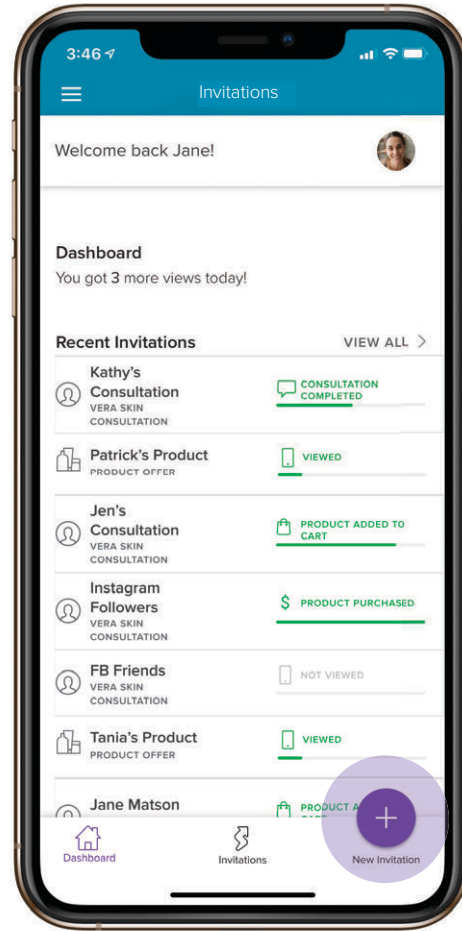 3:46
Invitations
Welcome back Jane!
Dashboard
You got 3 more views today!
Recent Invitations
VIEW ALL
Kathy's
Consultation
VERA SKIN
CONSULTATION
CONSULTATION
COMPLETED
Patrick's Product
PRODUCT OFFER
VIEWED
Jen's
Consultation
VERA SKIN
CONSULTATION
PRODUCT ADDED TO
CART
Instagram
Followers
VERA SKIN
CONSULTATION
$ PRODUCT PURCHASED
FB Friends
VERA SKIN
CONSULTATION
NOT VIEWED
Tania's Product
PRODUCT OFFER
VIEWED
Jane Matson
PRODUCT
Dashboard
Invitations
New Invitation